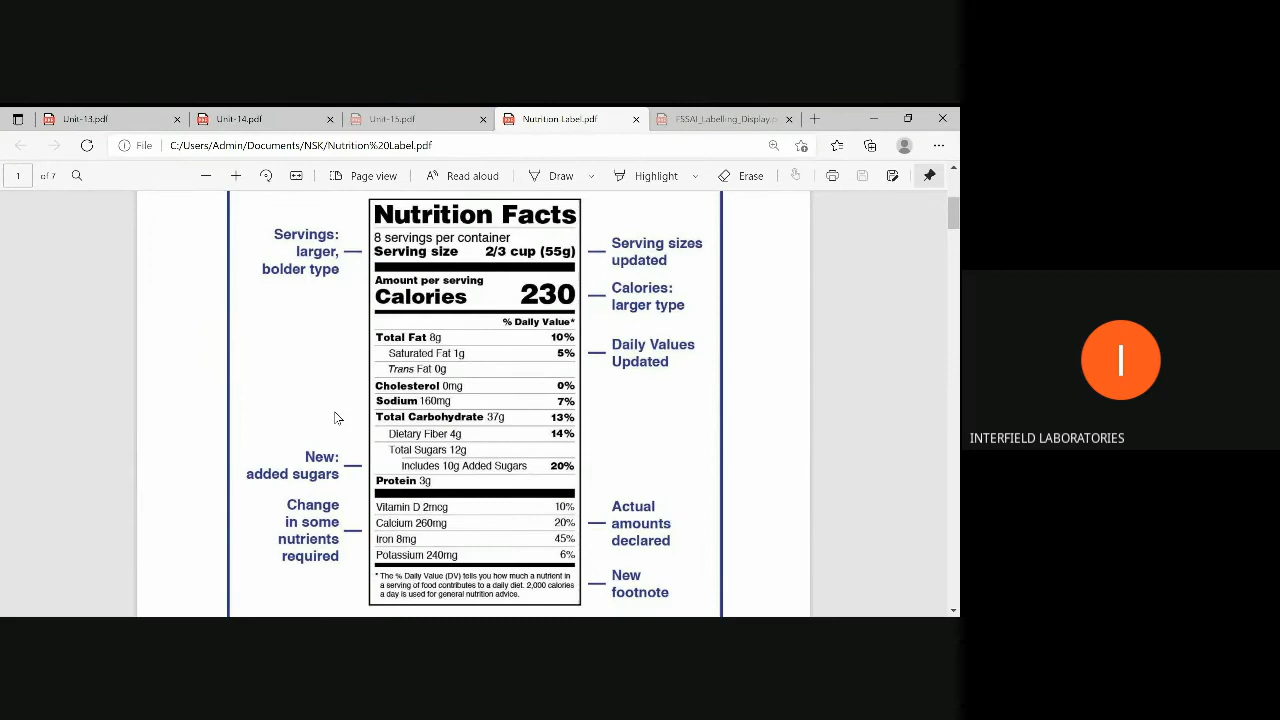 Unit-13.pdf
Unit-14.pdf
Unit-15.pdf
Nutrition Label.pdf
FSSAI_Labelling_Display.p
File
C:/Users/Admin/Documents/NSK/Nutrition%20Label.pdf
1 of 7
Page view
Read aloud
Draw
Highlight
Erase
Servings:
larger,
bolder type
New:
added sugars
Change
in some
nutrients
required
Nutrition Facts
8 servings per container
Serving size 2/3 cup (55g)
Amount per serving
Calories 230
% Daily Value*
Total Fat 8g 10%
Saturated Fat 1g 5%
Trans Fat 0g
Cholesterol 0mg 0%
Sodium 160mg 7%
Total Carbohydrate 37g 13%
Dietary Fiber 4g 14%
Total Sugars 12g
Includes 10g Added Sugars 20%
Protein 3g
Vitamin D 2mcg 10%
Calcium 260mg 20%
Iron 8mg 45%
Potassium 240mg 6%
* The % Daily Value (DV) tells you how much a nutrient in
a serving of food contributes to a daily diet. 2,000 calories
a day is used for general nutrition advice.
Serving sizes
updated
Calories:
larger type
Daily Values
Updated
Actual
amounts
declared
New
footnote
I
INTERFIELD LABORATORIES